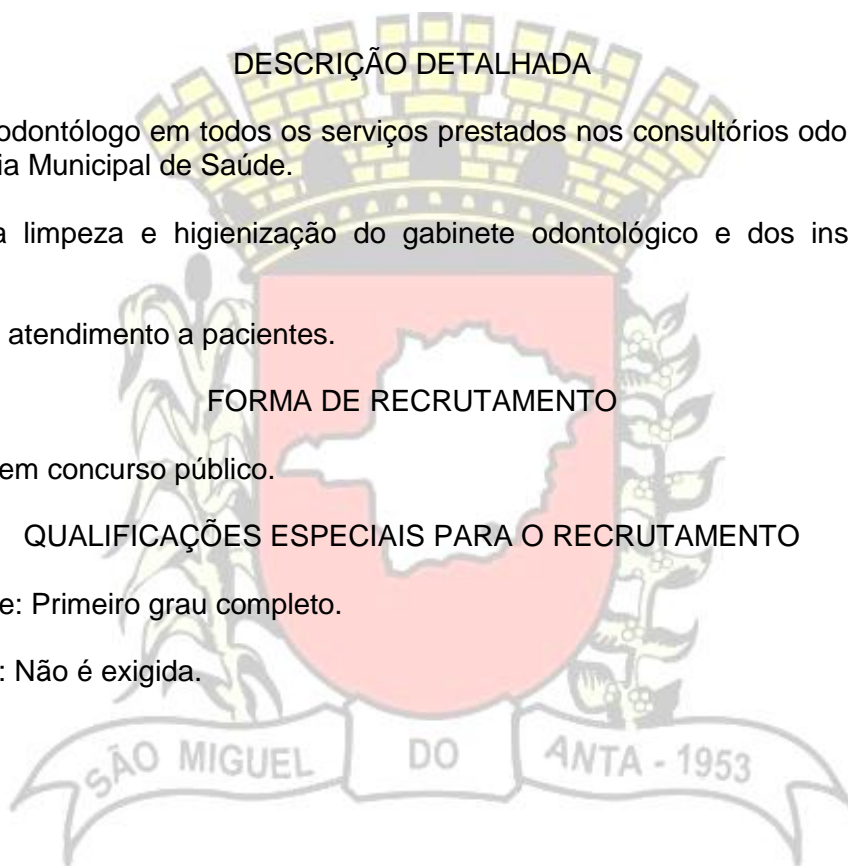 DESCRIÇÃO DETALHADA
odontólogo em todos os serviços prestados nos consultórios odo
ia Municipal de Saúde.
a limpeza e higienização do gabinete odontológico e dos ins
atendimento a pacientes.
FORMA DE RECRUTAMENTO
em concurso público.
QUALIFICAÇÕES ESPECIAIS PARA O RECRUTAMENTO
e: Primeiro grau completo.
: Não é exigida.
SÃO MIGUEL DO ANTA - 1953